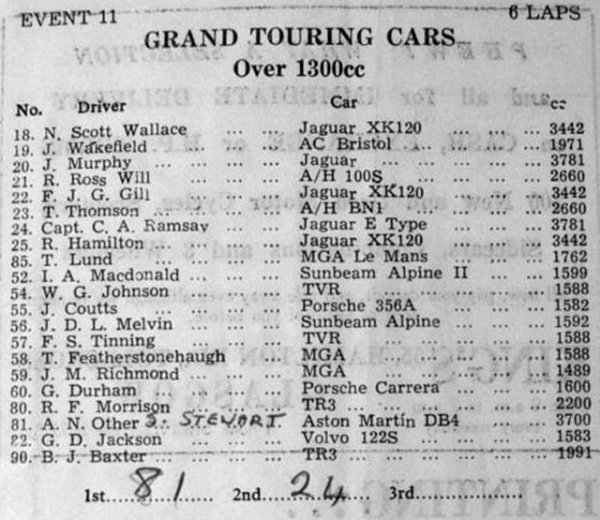 EVENT 11 6 LAPS
GRAND TOURING CARS
Over 1300cc
No. Driver Car cc
18. N. Scott Wallace ... ... Jaguar XK120 ... ... 3442
19. J. Wakefield ... ... ... AC Bristol ... ... ... 1971
20. J. Murphy ... ... ... Jaguar ... ... ... ... 3781
21. R. Ross Will ... ... ... A/H 100S ... ... ... 2660
22. F. J. G. Gill ... ... ... Jaguar XK120 ... ... 3442
23. T. Thomson ... ... ... A/H BN1 ... ... ... 2660
24. Capt. C. A. Ramsay ... ... Jaguar E Type ... ... 3781
25. R. Hamilton ... ... ... Jaguar XK120 ... ... 3442
85. T. Lund ... ... ... ... MGA Le Mans ... ... 1762
52. I. A. Macdonald ... ... ... Sunbeam Alpine II ... ... 1599
54. W. G. Johnson ... ... ... TVR ... ... ... ... 1588
55. J. Coutts ... ... ... ... Porsche 356A ... ... ... 1582
56. J. D. L. Melvin ... ... ... Sunbeam Alpine ... ... 1592
57. F. S. Tinning ... ... ... TVR ... ... ... ... 1588
58. T. Featherstonehaugh ... ... MGA ... ... ... ... 1588
59. J. M. Richmond ... ... ... MGA ... ... ... ... 1489
60. G. Durham ... ... ... Porsche Carrera ... ... 1600
80. R. F. Morrison ... ... ... TR3 ... ... ... ... 2200
81. A. N. Other J. STEWART Aston Martin DB4 ... ... 3700
82. G. D. Jackson ... ... ... Volvo 122S ... ... ... 1583
90. B. J. Baxter ... ... ... TR3 ... ... ... ... 1991
1st......81...... 2nd......24...... 3rd..................